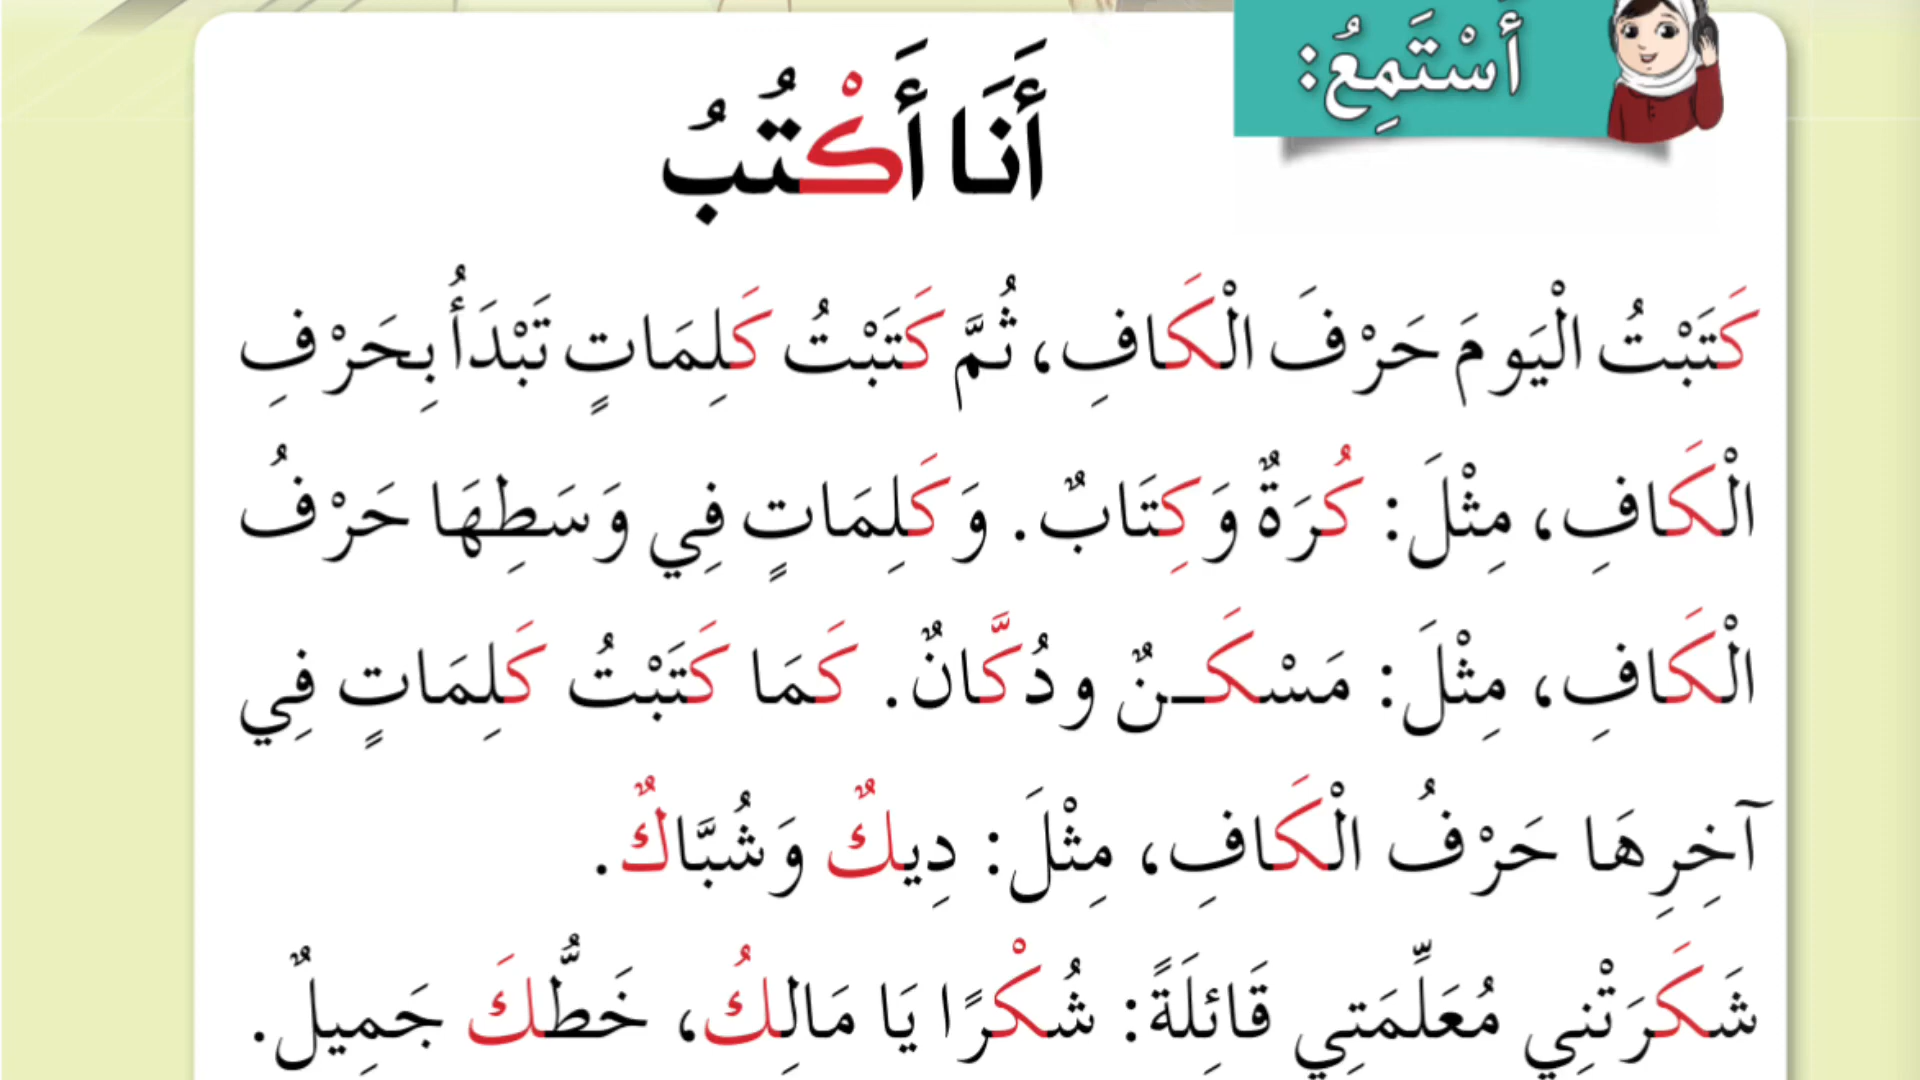 أَسْتَمِعُ:
أَنَا أَكْتُبُ
كَتَبْتُ الْيَومَ حَرْفَ الْكَافِ، ثُمَّ كَتَبْتُ كَلِمَاتٍ تَبْدَأُ بِحَرْفِ
الْكَافِ، مِثْلَ: كُرَةٌ وَكِتَابٌ. وَكَلِمَاتٍ فِي وَسَطِهَا حَرْفُ
الْكَافِ، مِثْلَ: مَسْكَـنٌ ودُكَّانٌ. كَمَا كَتَبْتُ كَلِمَاتٍ فِي
آخِرِهَا حَرْفُ الْكَافِ، مِثْلَ: دِيكٌ وَشُبَّاكٌ.
شَكَرَتْنِي مُعَلِّمَتِي قَائِلَةً: شُكْرًا يَا مَالِكُ، خَطُّكَ جَمِيلٌ.